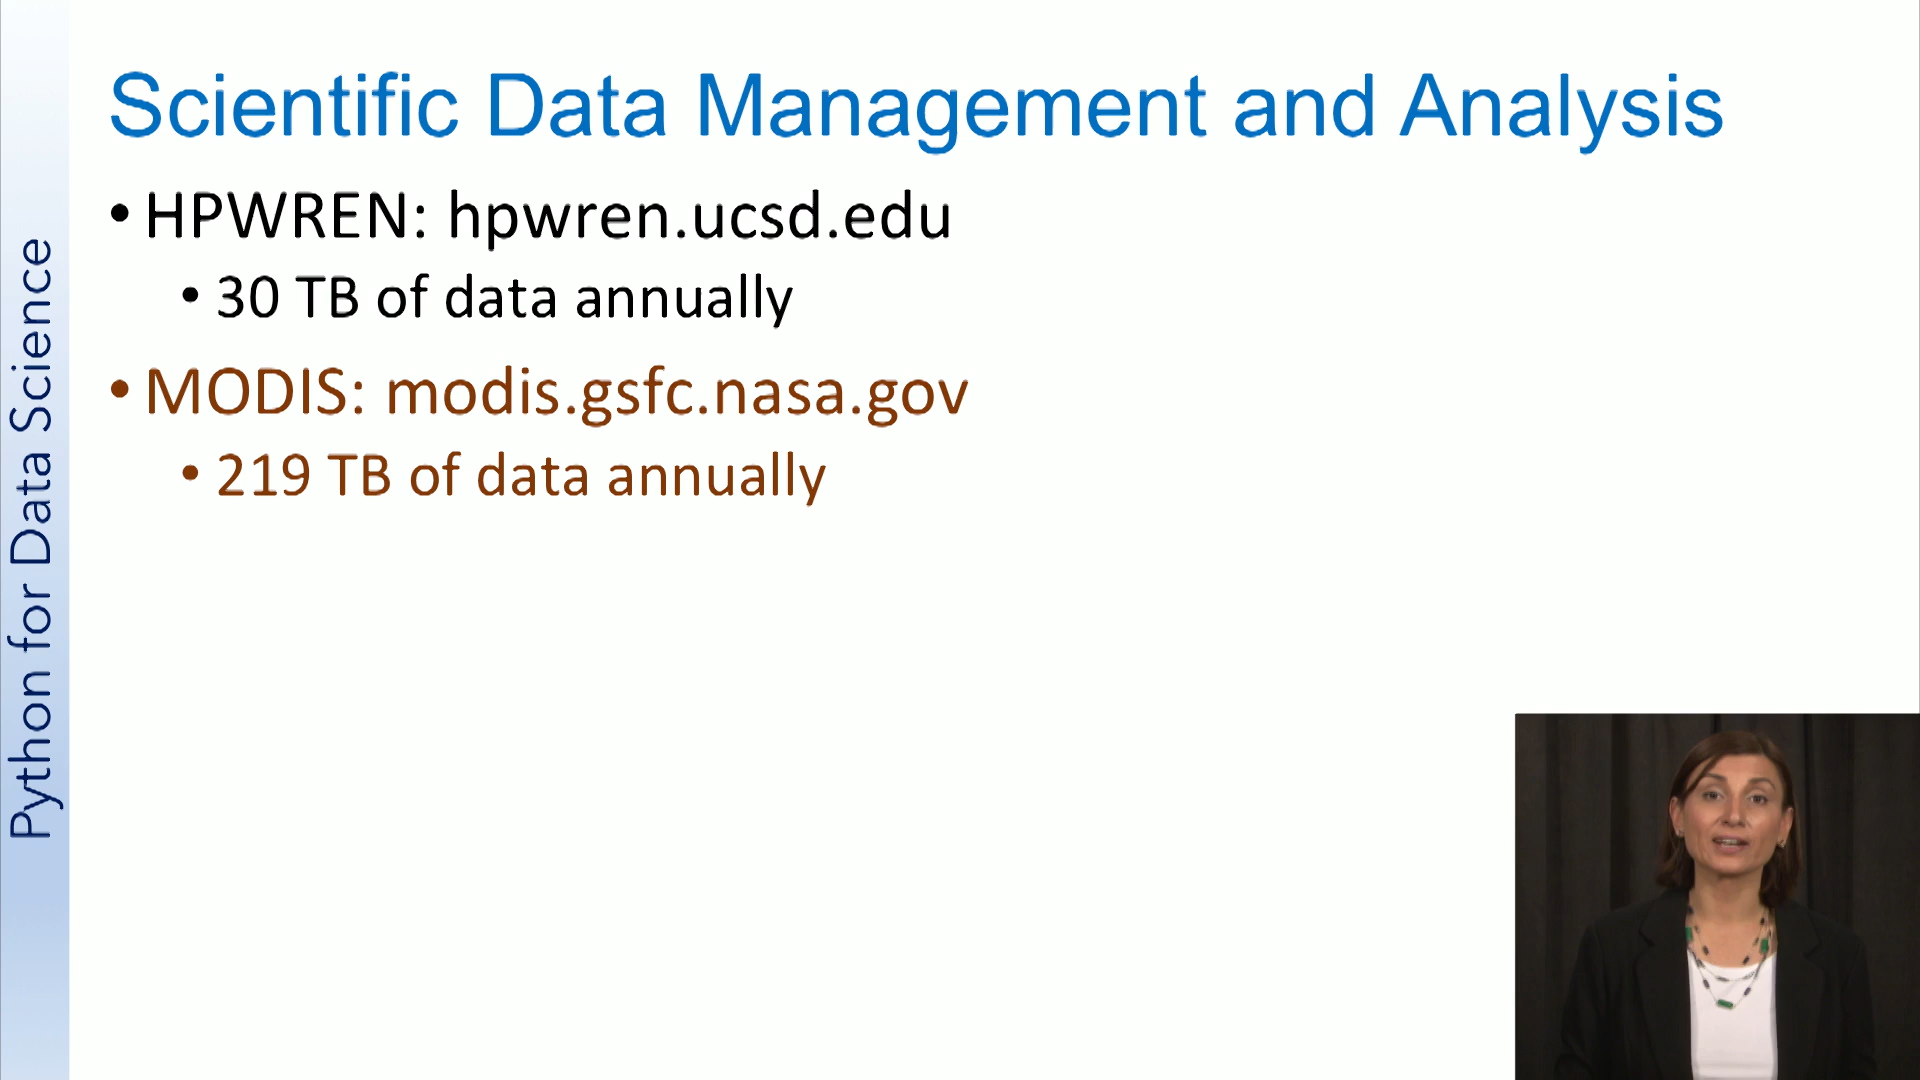 Scientific Data Management and Analysis
• HPWREN: hpwren.ucsd.edu
• 30 TB of data annually
• MODIS: modis.gsfc.nasa.gov
• 219 TB of data annually
Python for Data Science